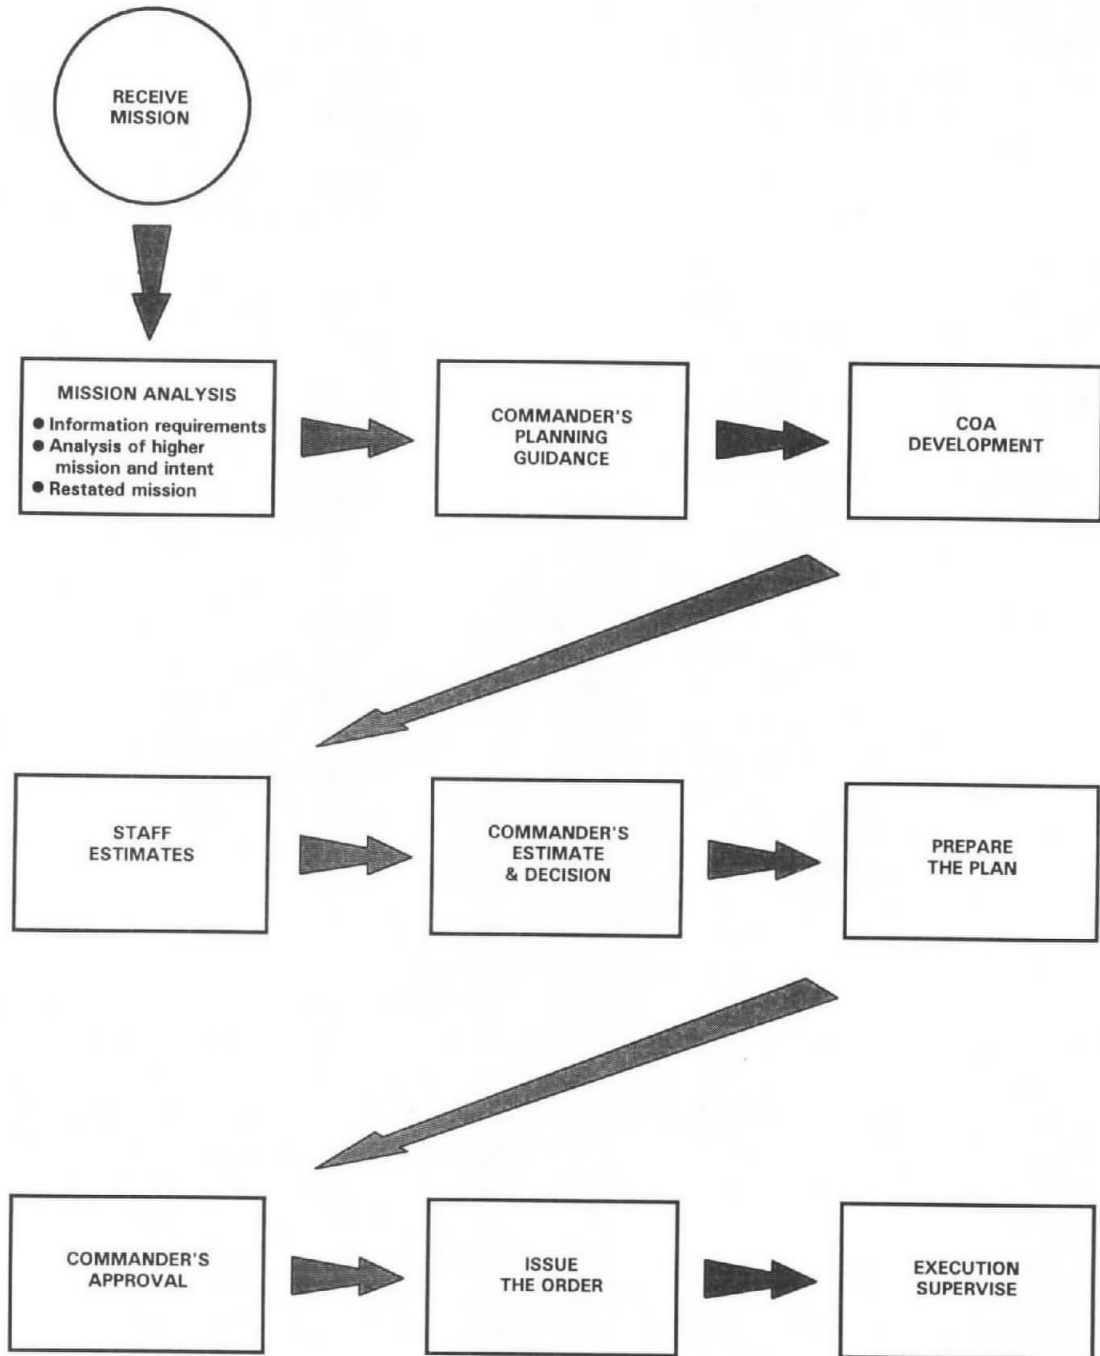 RECEIVE
MISSION
MISSION ANALYSIS
● Information requirements
● Analysis of higher
mission and intent
● Restated mission
COMMANDER'S
PLANNING
GUIDANCE
COA
DEVELOPMENT
STAFF
ESTIMATES
COMMANDER'S
ESTIMATE
& DECISION
PREPARE
THE PLAN
COMMANDER'S
APPROVAL
ISSUE
THE ORDER
EXECUTION
SUPERVISE